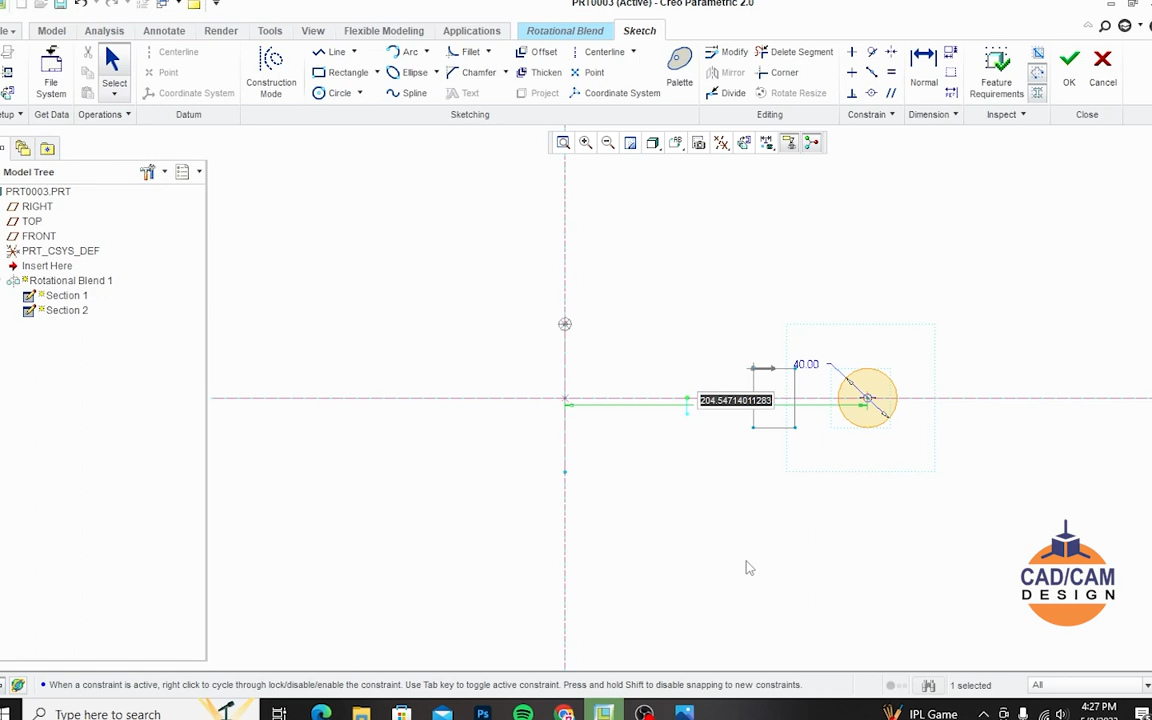 PRT0003 (Active) - Creo Parametric 2.0
Model Analysis Annotate Render Tools View Flexible Modeling Applications Rotational Blend Sketch
Centerline Line Arc Fillet Offset Centerline Modify Delete Segment
Point Rectangle Ellipse Chamfer Thicken Point Mirror Corner
Coordinate System Circle Spline Text Project Coordinate System Divide Rotate Resize
File System
Select
Construction Mode
Palette
Normal
Feature Requirements
OK
Cancel
Get Data Operations Datum Sketching Editing Constrain Dimension Inspect Close
Model Tree
PRT0003.PRT
RIGHT
TOP
FRONT
PRT_CSYS_DEF
Insert Here
Rotational Blend 1
Section 1
Section 2
40.00
204.54714011283
CAD/CAM
DESIGN
When a constraint is active, right click to cycle through lock/disable/enable the constraint. Use Tab key to toggle active constraint. Press and hold Shift to disable snapping to new constraints.
1 selected
All
Type here to search
Ps
IPL Game
4:27 PM